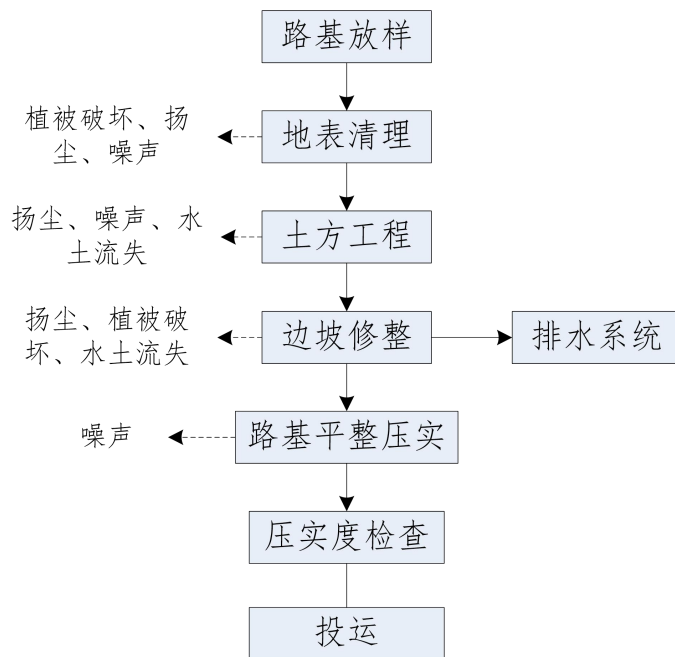 路基放样
植被破坏、扬
尘、噪声
地表清理
扬尘、噪声、水
土流失
土方工程
扬尘、植被破
坏、水土流失
边坡修整
排水系统
噪声
路基平整压实
压实度检查
投运